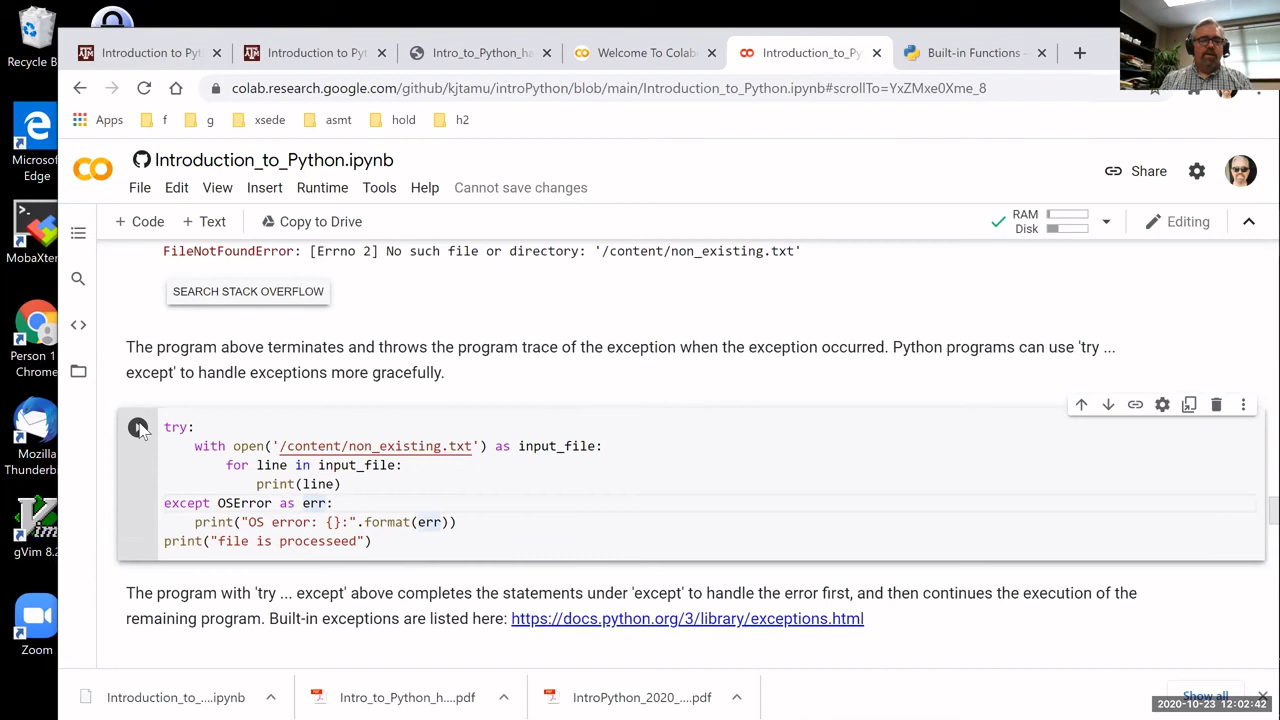 Recycle B
Introduction to Py
Introduction to Pyt
Intro_to_Pytho
Welcome To Colab
Introduction_to_Py
Built-in Functions –
colab.research.google.com/github/kitamu/introPython/blob/main/Introduction_to_Python.ipynb#scrollTo=YxZMxe0Xme_8
Apps
f
g
xsede
asmt
hold
h2
Microsof
Edge
Introduction_to_Python.ipynb
File Edit View Insert Runtime Tools Help Cannot save changes
Share
+ Code + Text Copy to Drive
RAM
Disk
Editing
MobaXter
FileNotFoundError: [Errno 2] No such file or directory: '/content/non_existing.txt'
SEARCH STACK OVERFLOW
Person 1
Chrome
The program above terminates and throws the program trace of the exception when the exception occurred. Python programs can use 'try ...
except' to handle exceptions more gracefully.
Mozilla
Thunderb
try:
with open('/content/non_existing.txt') as input_file:
for line in input_file:
print(line)
except OSError as err:
print("OS error: {}:".format(err))
print("file is processeed")
gVim 8.2
The program with 'try ... except' above completes the statements under 'except' to handle the error first, and then continues the execution of the
remaining program. Built-in exceptions are listed here: https://docs.python.org/3/library/exceptions.html
Zoom
Introduction_to_....ipynb
Intro_to_Python_h....pdf
IntroPython_2020_....pdf
Show all
2020-10-23 12:02:42